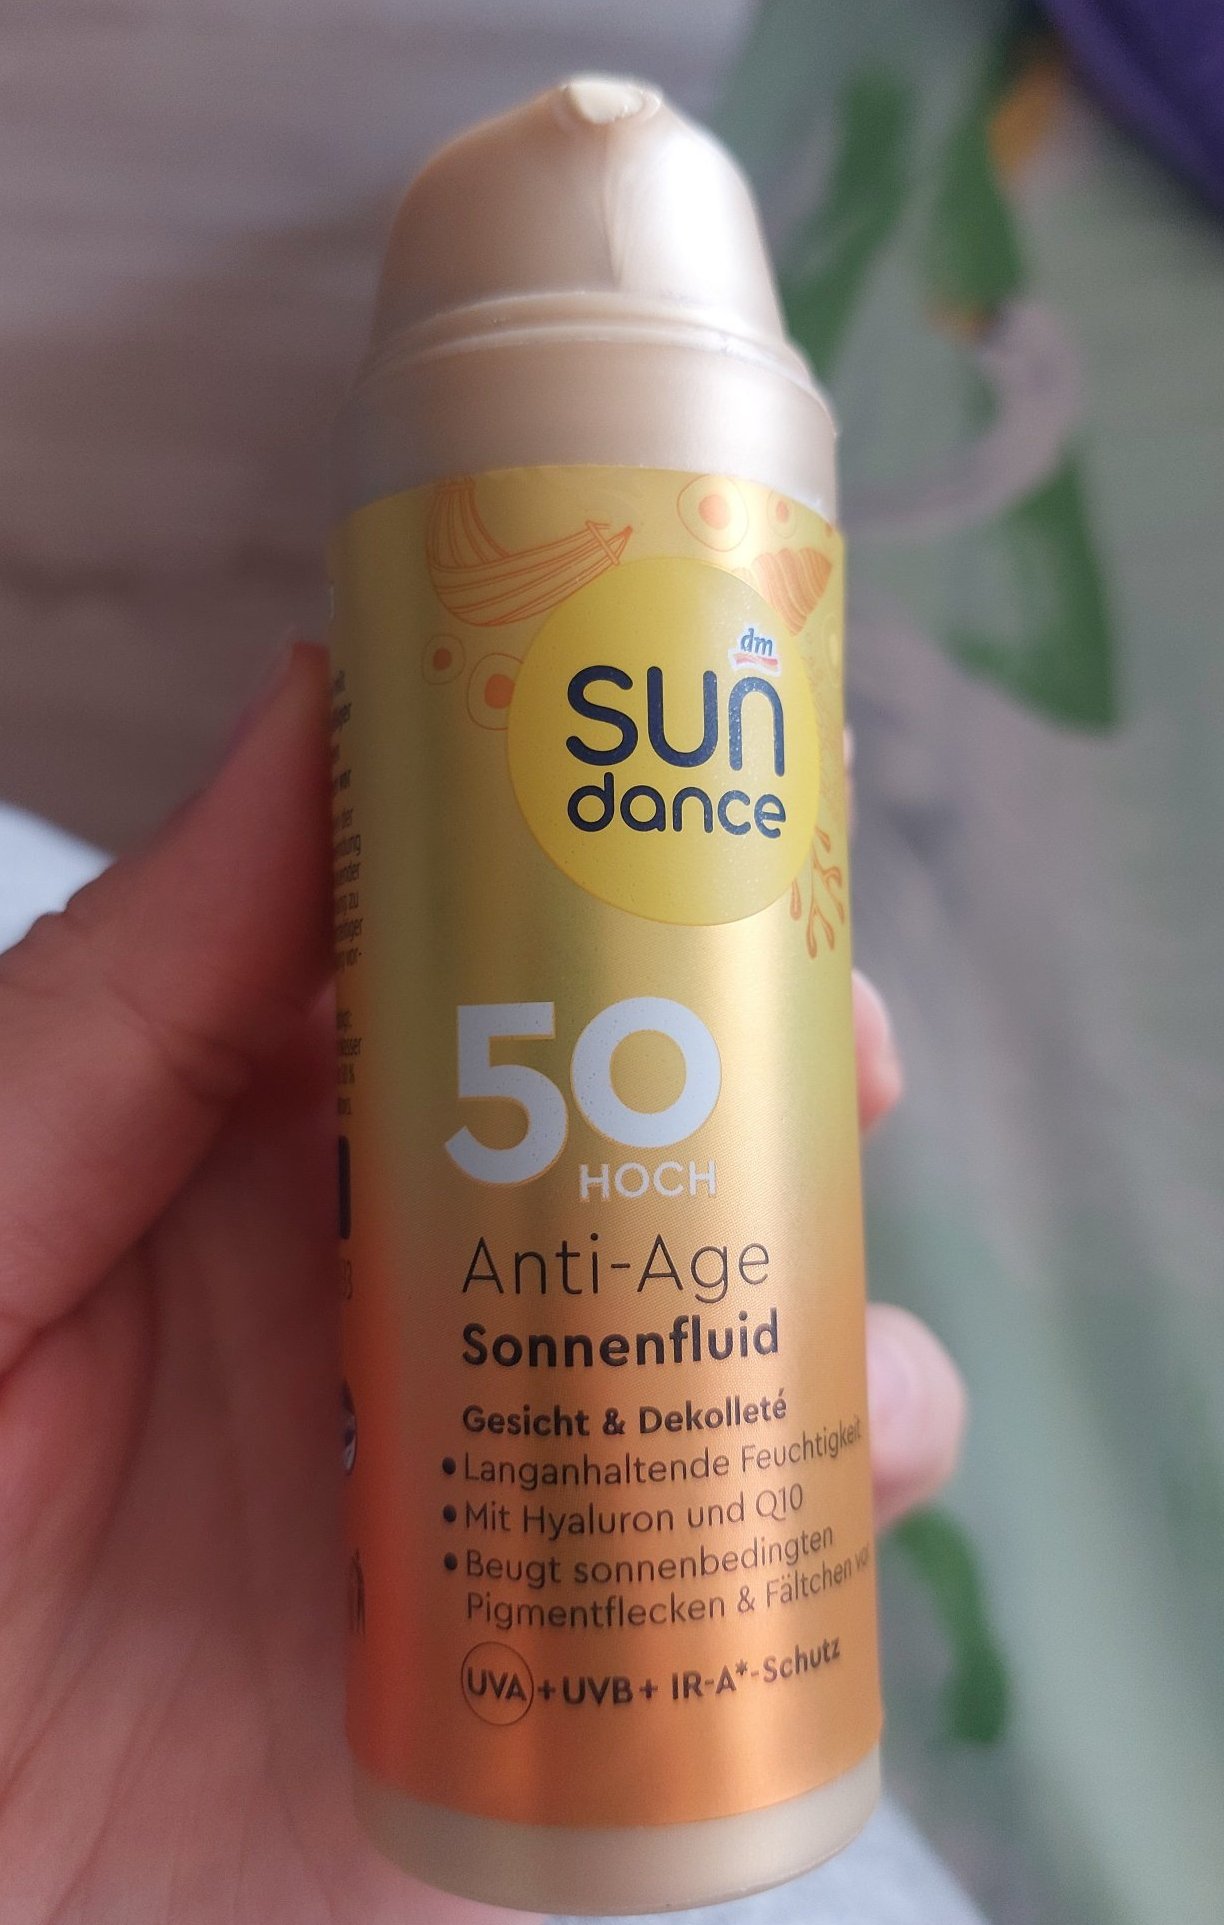 dm
sun
dance
50
HOCH
Anti-Age
Sonnenfluid
Gesicht & Dekolleté
• Langanhaltende Feuchtigkeit
• Mit Hyaluron und Q10
• Beugt sonnenbedingten
Pigmentflecken & Fältchen vor
UVA + UVB + IR-A*-Schutz